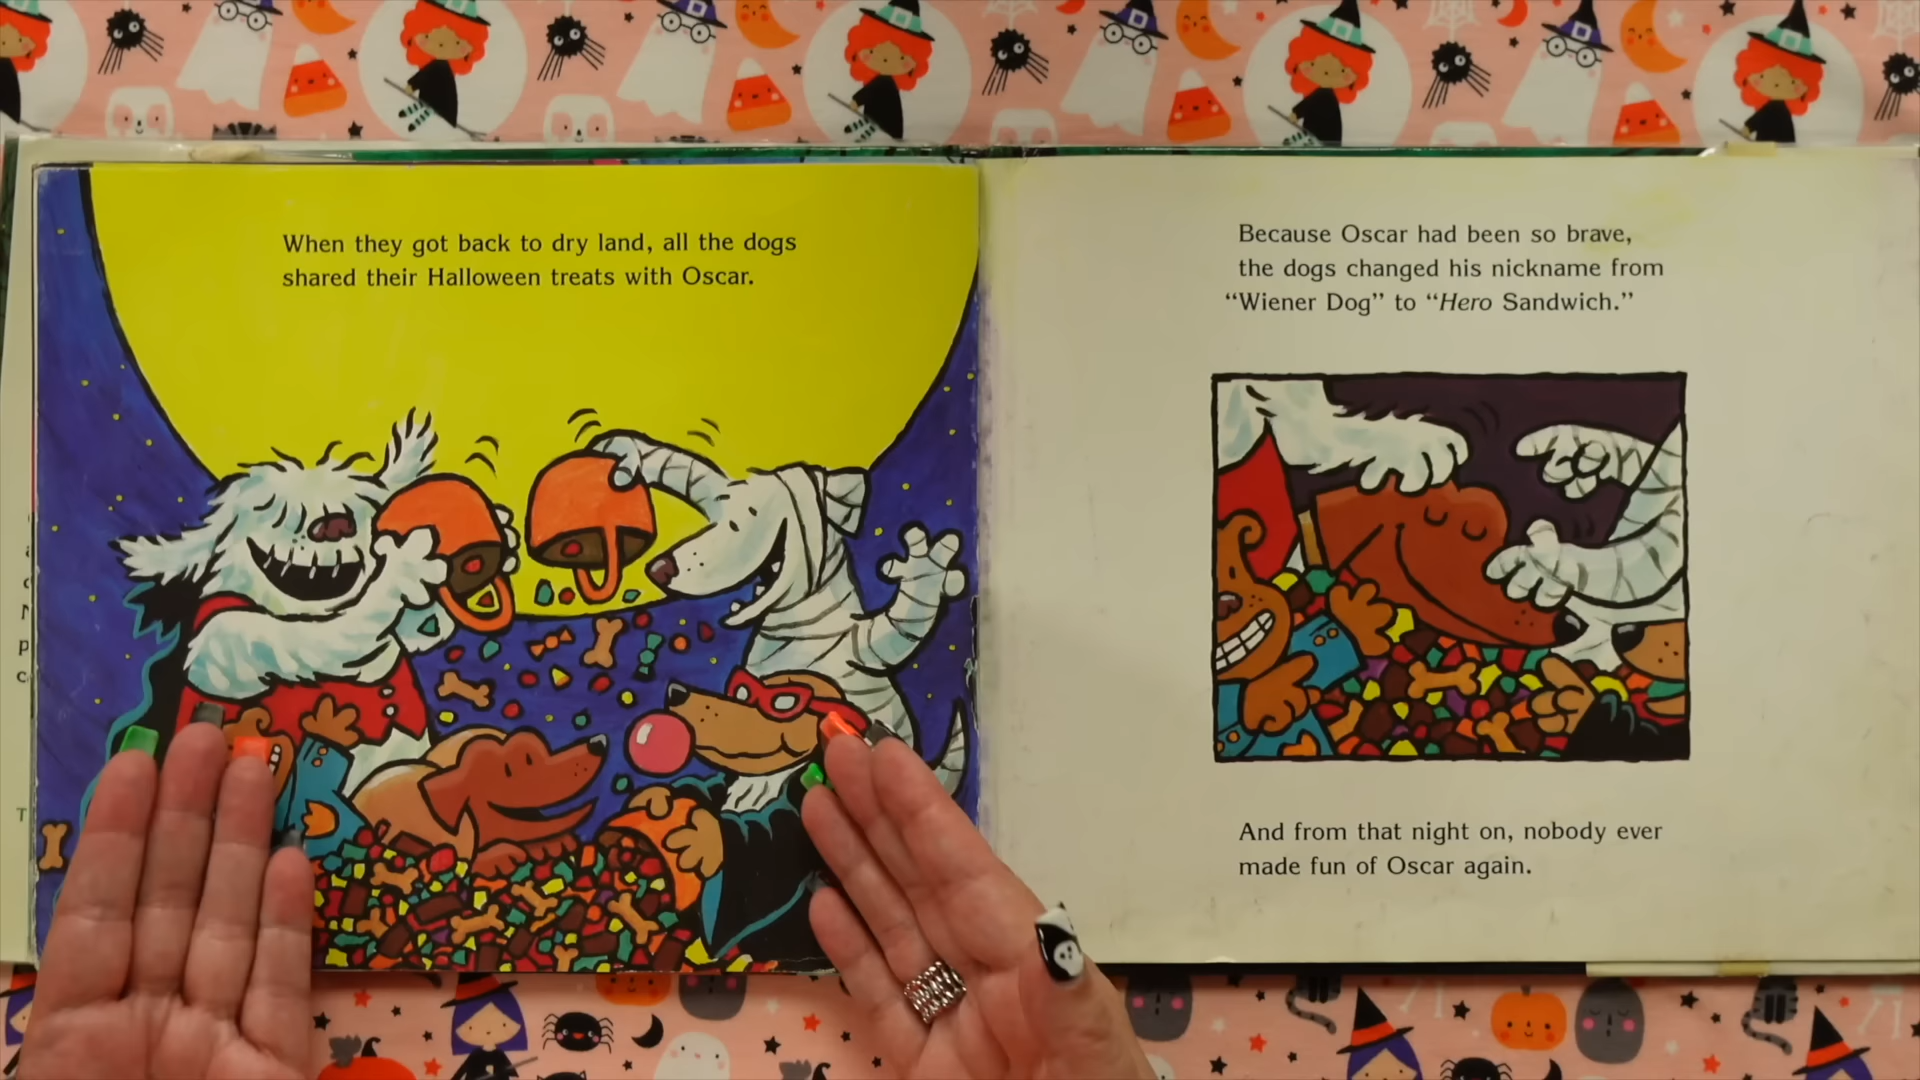 When they got back to dry land, all the dogs
shared their Halloween treats with Oscar.
Because Oscar had been so brave,
the dogs changed his nickname from
“Wiener Dog” to “Hero Sandwich.”
And from that night on, nobody ever
made fun of Oscar again.